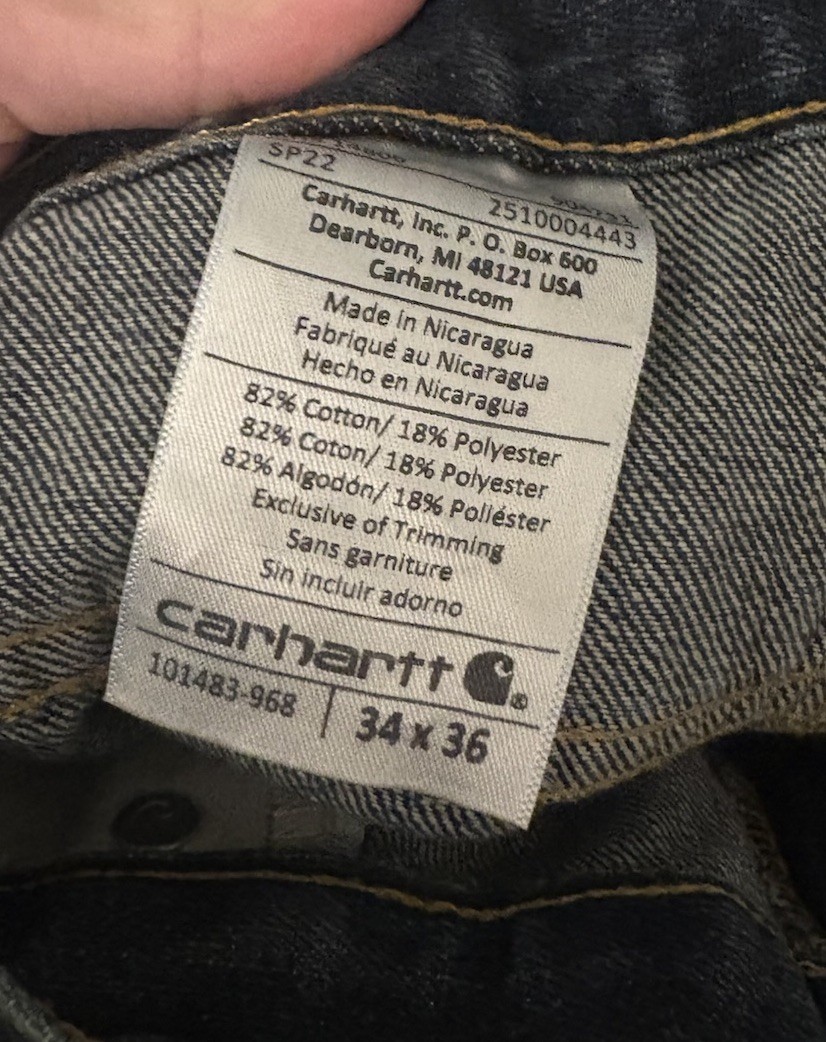 SP22
2510004443
Carhartt, Inc. P. O. Box 600
Dearborn, MI 48121 USA
Carhartt.com
Made in Nicaragua
Fabriqué au Nicaragua
Hecho en Nicaragua
82% Cotton/ 18% Polyester
82% Coton/ 18% Polyester
82% Algodón/ 18% Poliéster
Exclusive of Trimming
Sans garniture
Sin incluir adorno
carhartt ®
101483-968
34 x 36